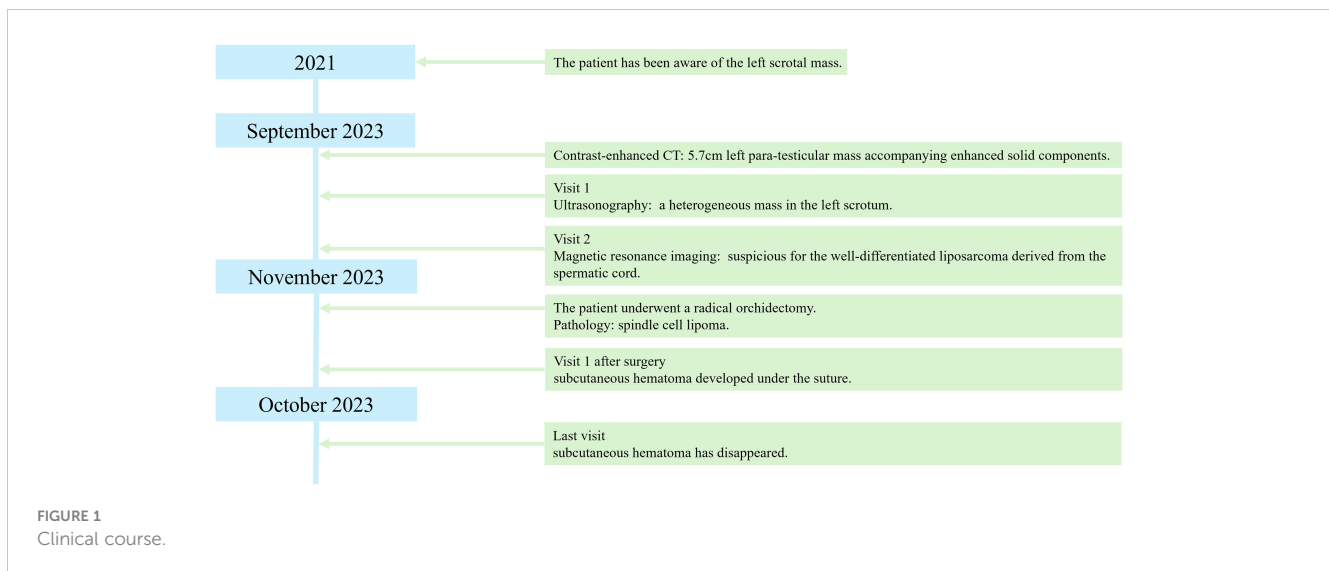 2021
The patient has been aware of the left scrotal mass.
September 2023
Contrast-enhanced CT: 5.7cm left para-testicular mass accompanying enhanced solid components.
Visit 1
Ultrasonography: a heterogeneous mass in the left scrotum.
Visit 2
Magnetic resonance imaging: suspicious for the well-differentiated liposarcoma derived from the
spermatic cord.
November 2023
The patient underwent a radical orchidectomy.
Pathology: spindle cell lipoma.
Visit 1 after surgery
subcutaneous hematoma developed under the suture.
October 2023
Last visit
subcutaneous hematoma has disappeared.
FIGURE 1
Clinical course.